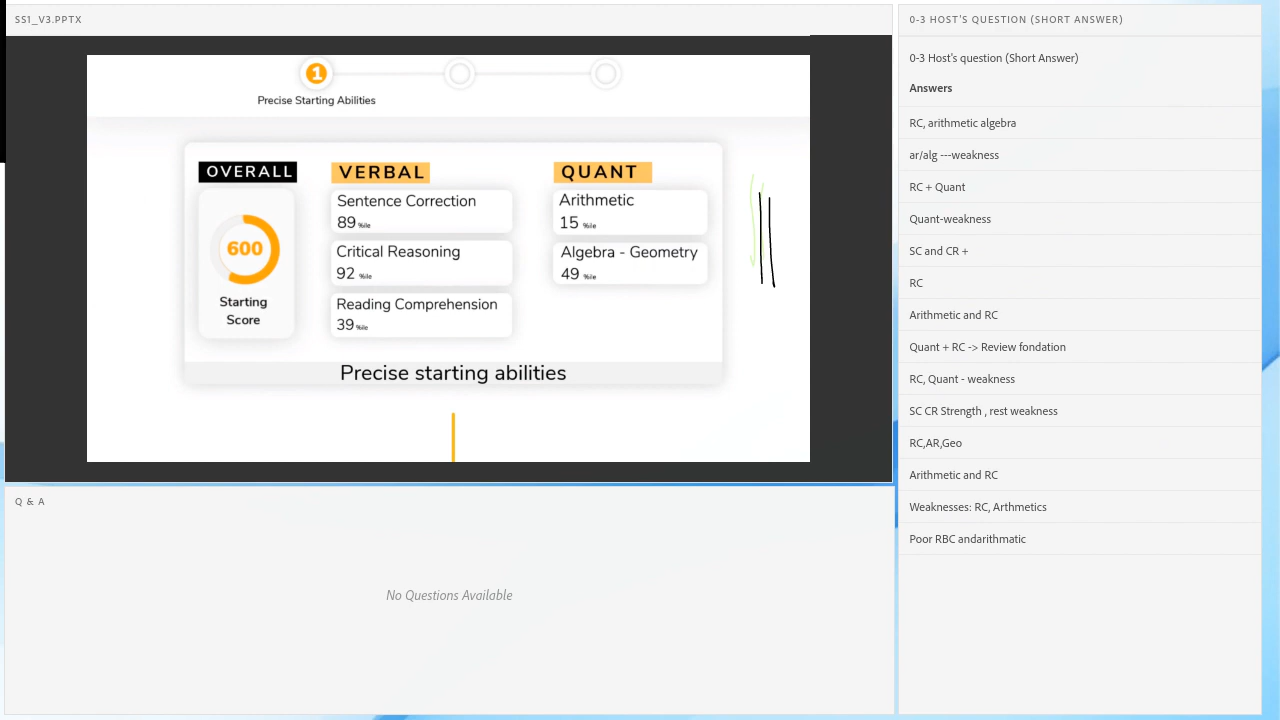 SS1_V3.PPTX
1
Precise Starting Abilities
OVERALL
600
Starting
Score
VERBAL
Sentence Correction
89 %ile
Critical Reasoning
92 %ile
Reading Comprehension
39 %ile
QUANT
Arithmetic
15 %ile
Algebra - Geometry
49 %ile
Precise starting abilities
Q & A
No Questions Available
0-3 HOST'S QUESTION (SHORT ANSWER)
0-3 Host's question (Short Answer)
Answers
RC, arithmetic algebra
ar/alg ---weakness
RC + Quant
Quant-weakness
SC and CR +
RC
Arithmetic and RC
Quant + RC -> Review fondation
RC, Quant - weakness
SC CR Strength , rest weakness
RC,AR,Geo
Arithmetic and RC
Weaknesses: RC, Arthmetics
Poor RBC andarithmatic